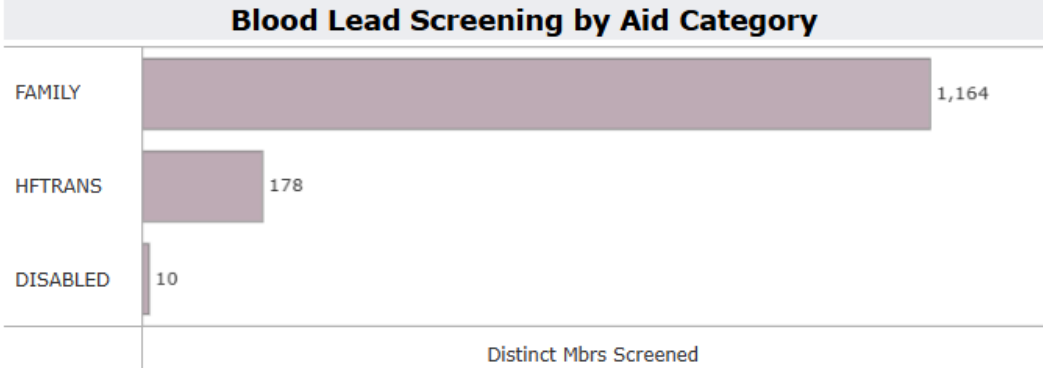 Blood Lead Screening by Aid Category
FAMILY 1,164
HFTRANS 178
DISABLED 10
Distinct Mbrs Screened